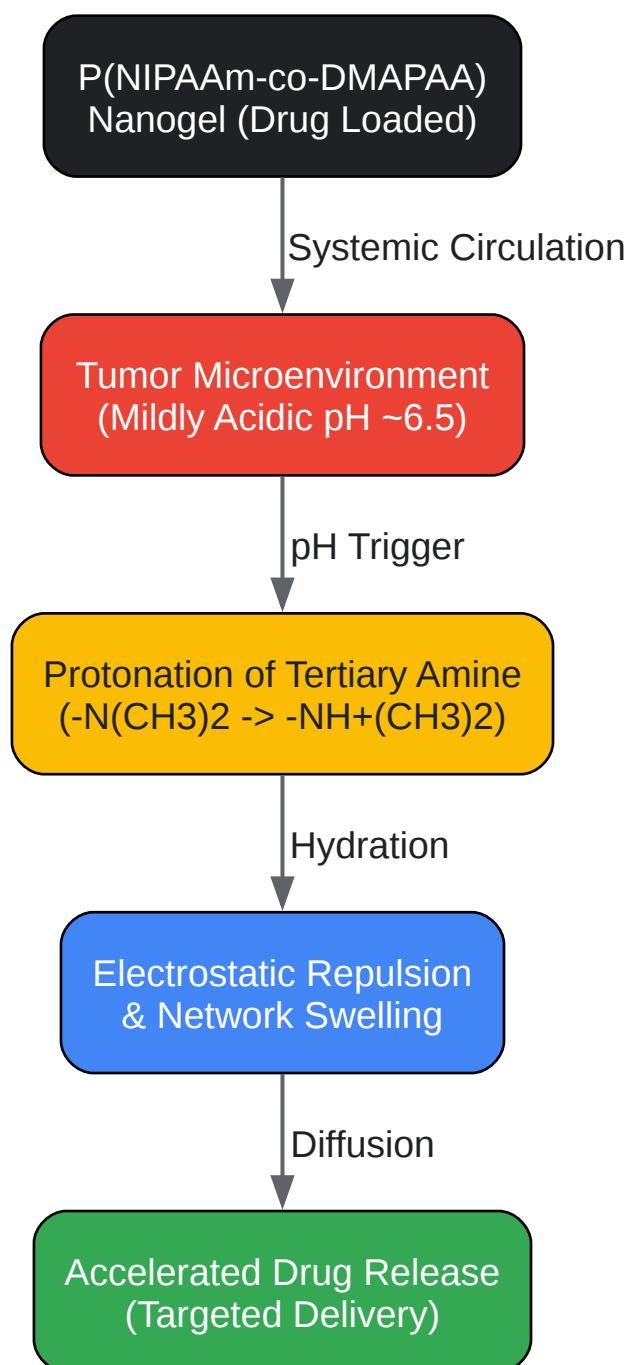 P(NIPAAm-co-DMAPAA)
Nanogel (Drug Loaded)
Systemic Circulation
Tumor Microenvironment
(Mildly Acidic pH ~6.5)
pH Trigger
Protonation of Tertiary Amine
(-N(CH3)2 -> -NH+(CH3)2)
Hydration
Electrostatic Repulsion
& Network Swelling
Diffusion
Accelerated Drug Release
(Targeted Delivery)